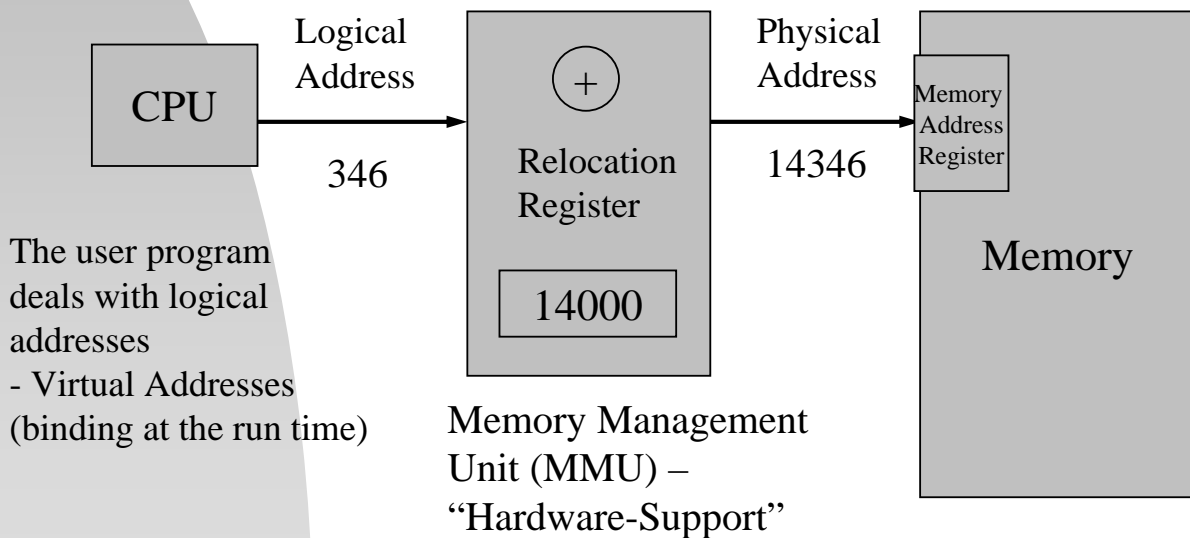 CPU
Logical
Address
346
+
Relocation
Register
14000
Physical
Address
14346
Memory
Address
Register
Memory
The user program
deals with logical
addresses
- Virtual Addresses
(binding at the run time)
Memory Management
Unit (MMU) –
“Hardware-Support”